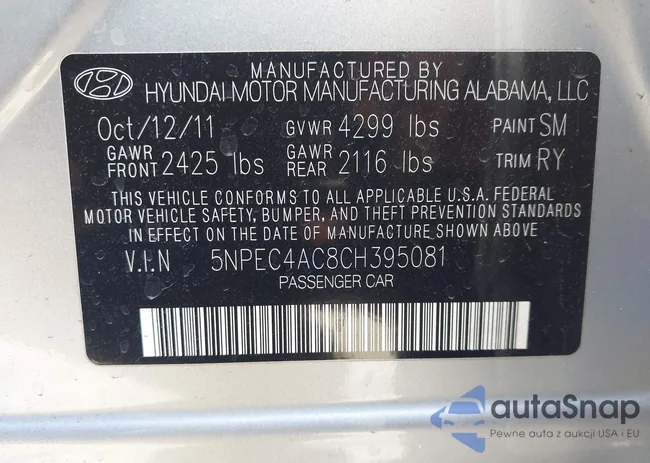 MANUFACTURED BY
HYUNDAI MOTOR MANUFACTURING ALABAMA, LLC
Oct/12/11 GVWR 4299 lbs PAINT SM
GAWR FRONT 2425 lbs GAWR REAR 2116 lbs TRIM RY
THIS VEHICLE CONFORMS TO ALL APPLICABLE U.S.A. FEDERAL
MOTOR VEHICLE SAFETY, BUMPER, AND THEFT PREVENTION STANDARDS
IN EFFECT ON THE DATE OF MANUFACTURE SHOWN ABOVE.
V.I.N 5NPEC4AC8CH395081
PASSENGER CAR
autaSnap
Pewne auta z aukcji USA i EU